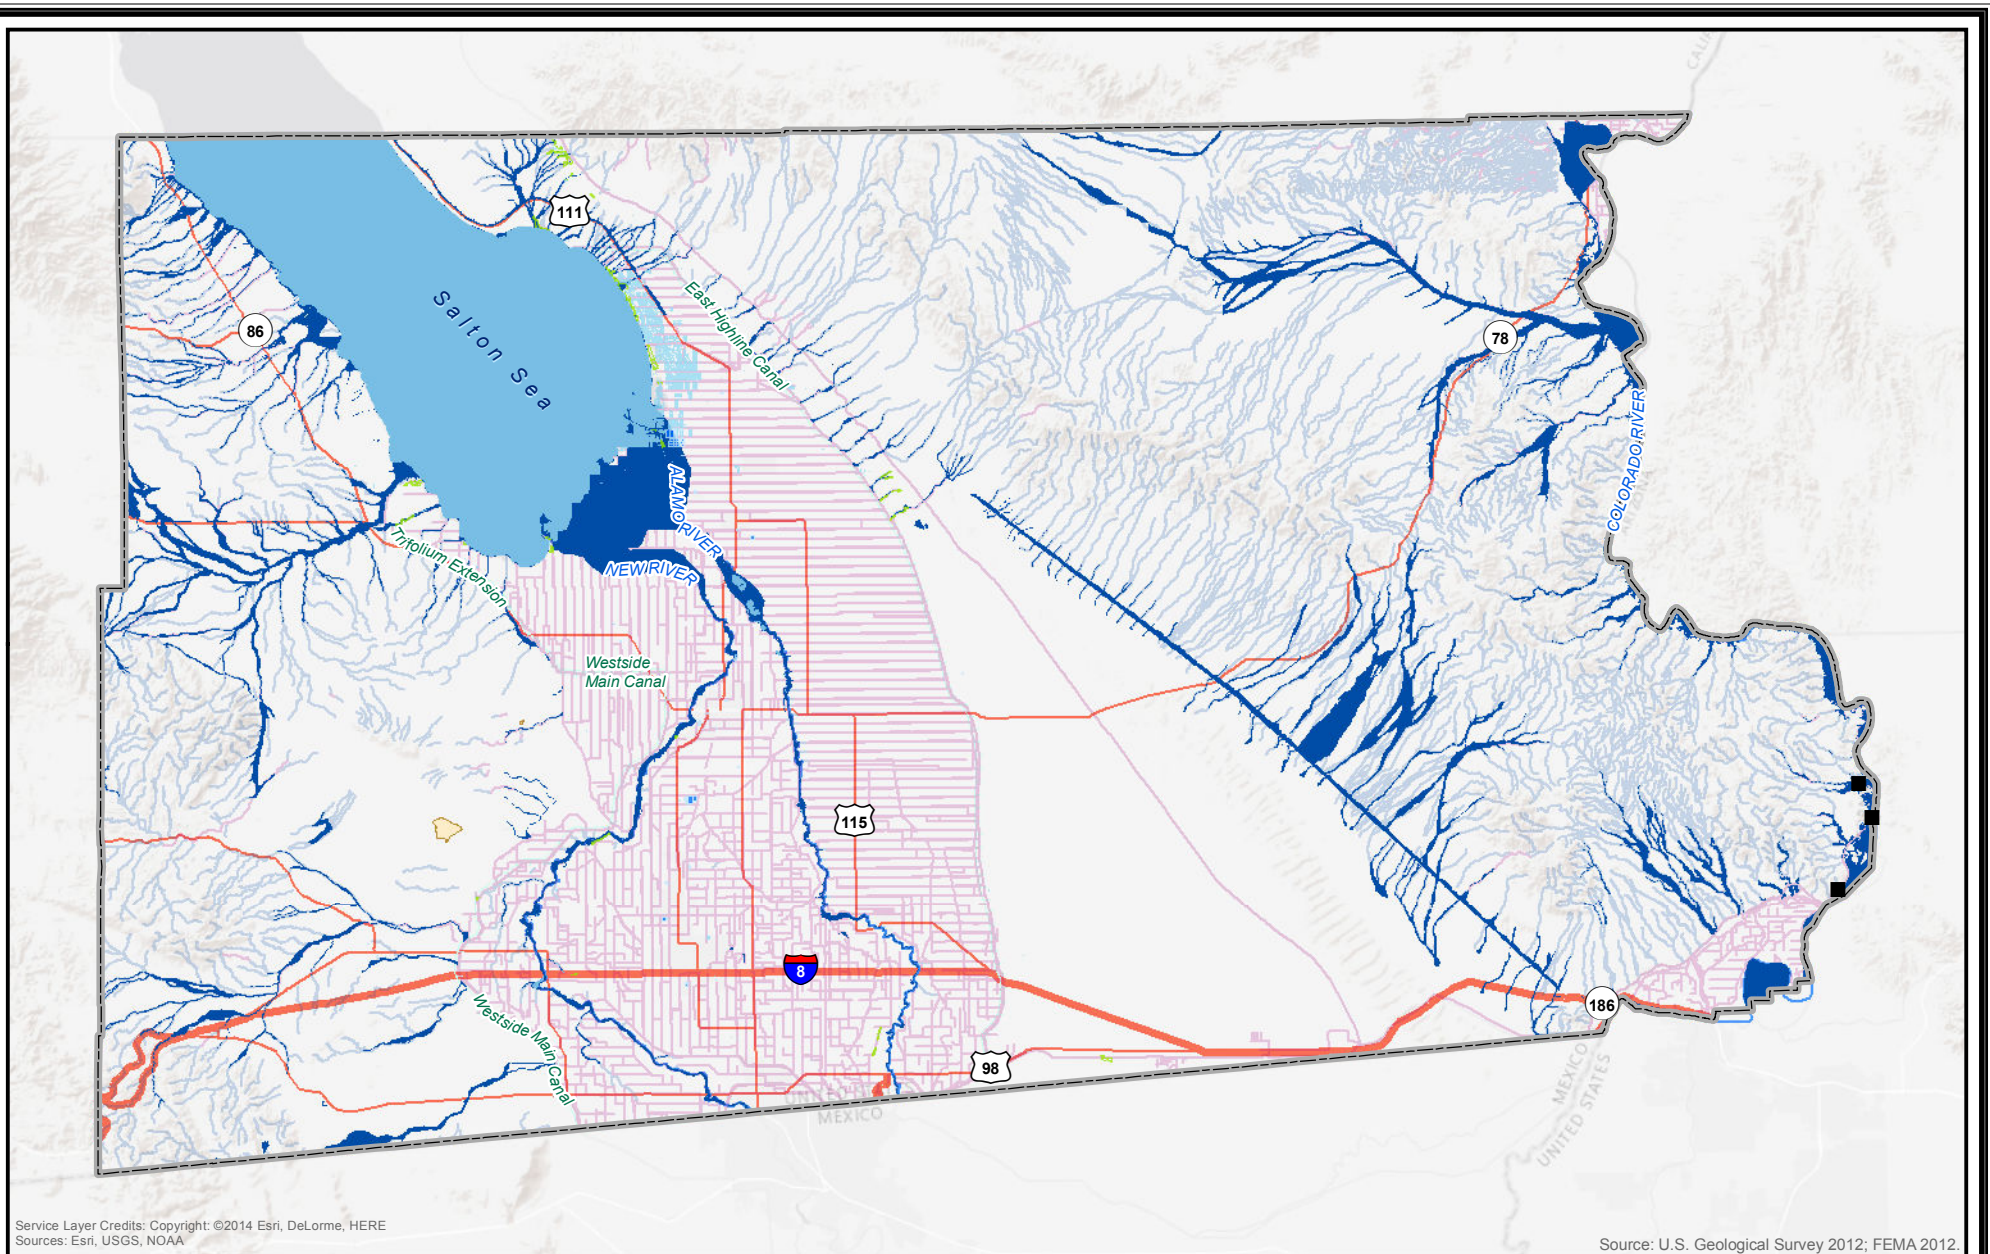 CALIF
111
East Highline Canal
Salton Sea
86
78
COLORADO RIVER
ALAMO RIVER
NEW RIVER
Trifolium Extension
Westside
Main Canal
115
8
186
Westside Main Canal
98
UNITED
MEXICO
MEXICO
UNITED STATES
Service Layer Credits: Copyright: ©2014 Esri, DeLorme, HERE
Sources: Esri, USGS, NOAA
Source: U.S. Geological Survey 2012; FEMA 2012.